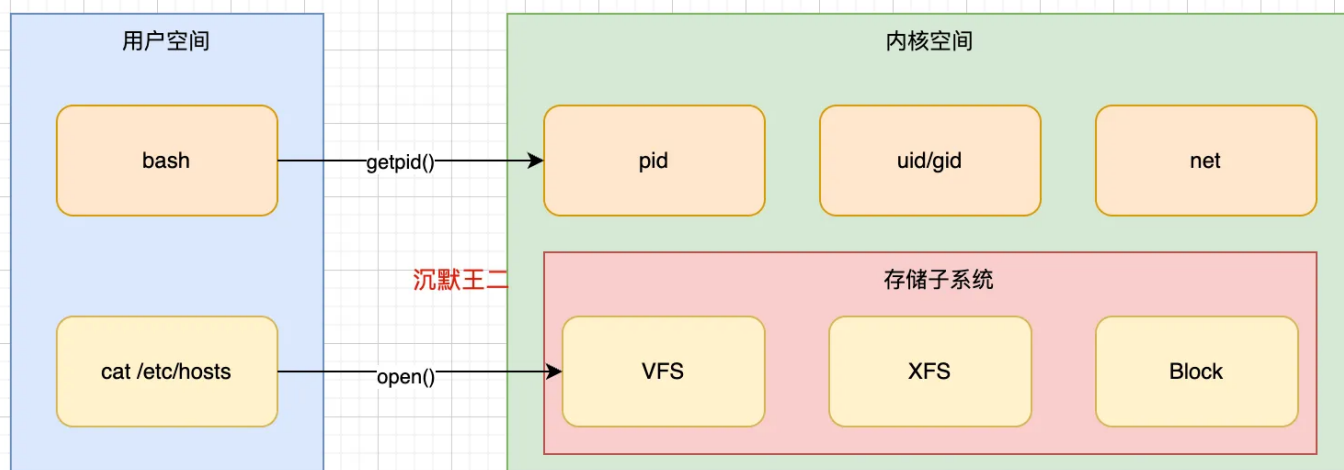 用户空间
内核空间
bash
getpid()
pid
uid/gid
net
沉默王二
存储子系统
cat /etc/hosts
open()
VFS
XFS
Block